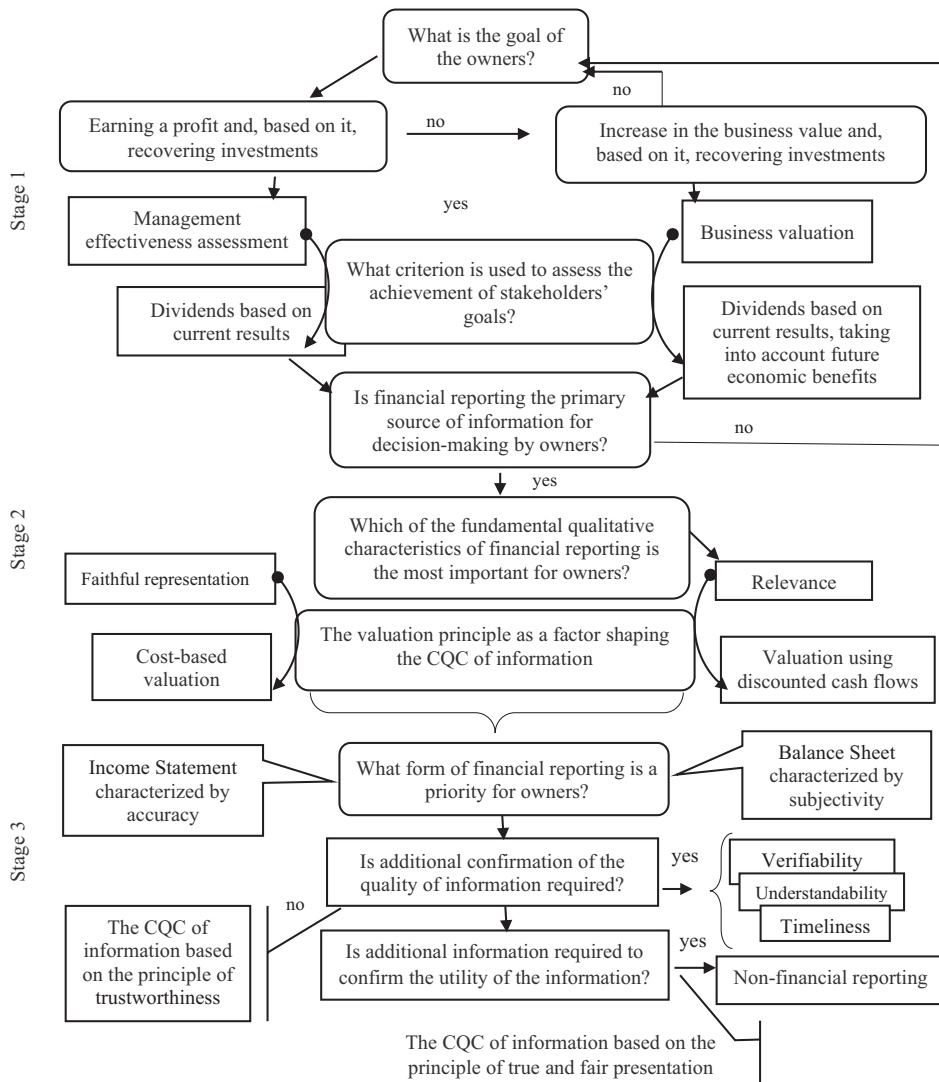 What is the goal of
the owners?
no
Earning a profit and, based on it,
recovering investments
no
Increase in the business value and,
based on it, recovering investments
Stage 1
Management
effectiveness assessment
yes
Business valuation
What criterion is used to assess the
achievement of stakeholders'
goals?
Dividends based on
current results
Dividends based on
current results, taking
into account future
economic benefits
Is financial reporting the primary
source of information for
decision-making by owners?
no
yes
Stage 2
Which of the fundamental qualitative
characteristics of financial reporting is
the most important for owners?
Faithful representation
Relevance
The valuation principle as a factor shaping
the CQC of information
Cost-based
valuation
Valuation using
discounted cash flows
Stage 3
Income Statement
characterized by
accuracy
What form of financial reporting is a
priority for owners?
Balance Sheet
characterized by
subjectivity
Is additional confirmation of the
quality of information required?
yes
Verifiability
Understandability
Timeliness
no
The CQC of
information based
on the principle of
trustworthiness
Is additional information required to
confirm the utility of the information?
yes
Non-financial reporting
The CQC of information based on the
principle of true and fair presentation